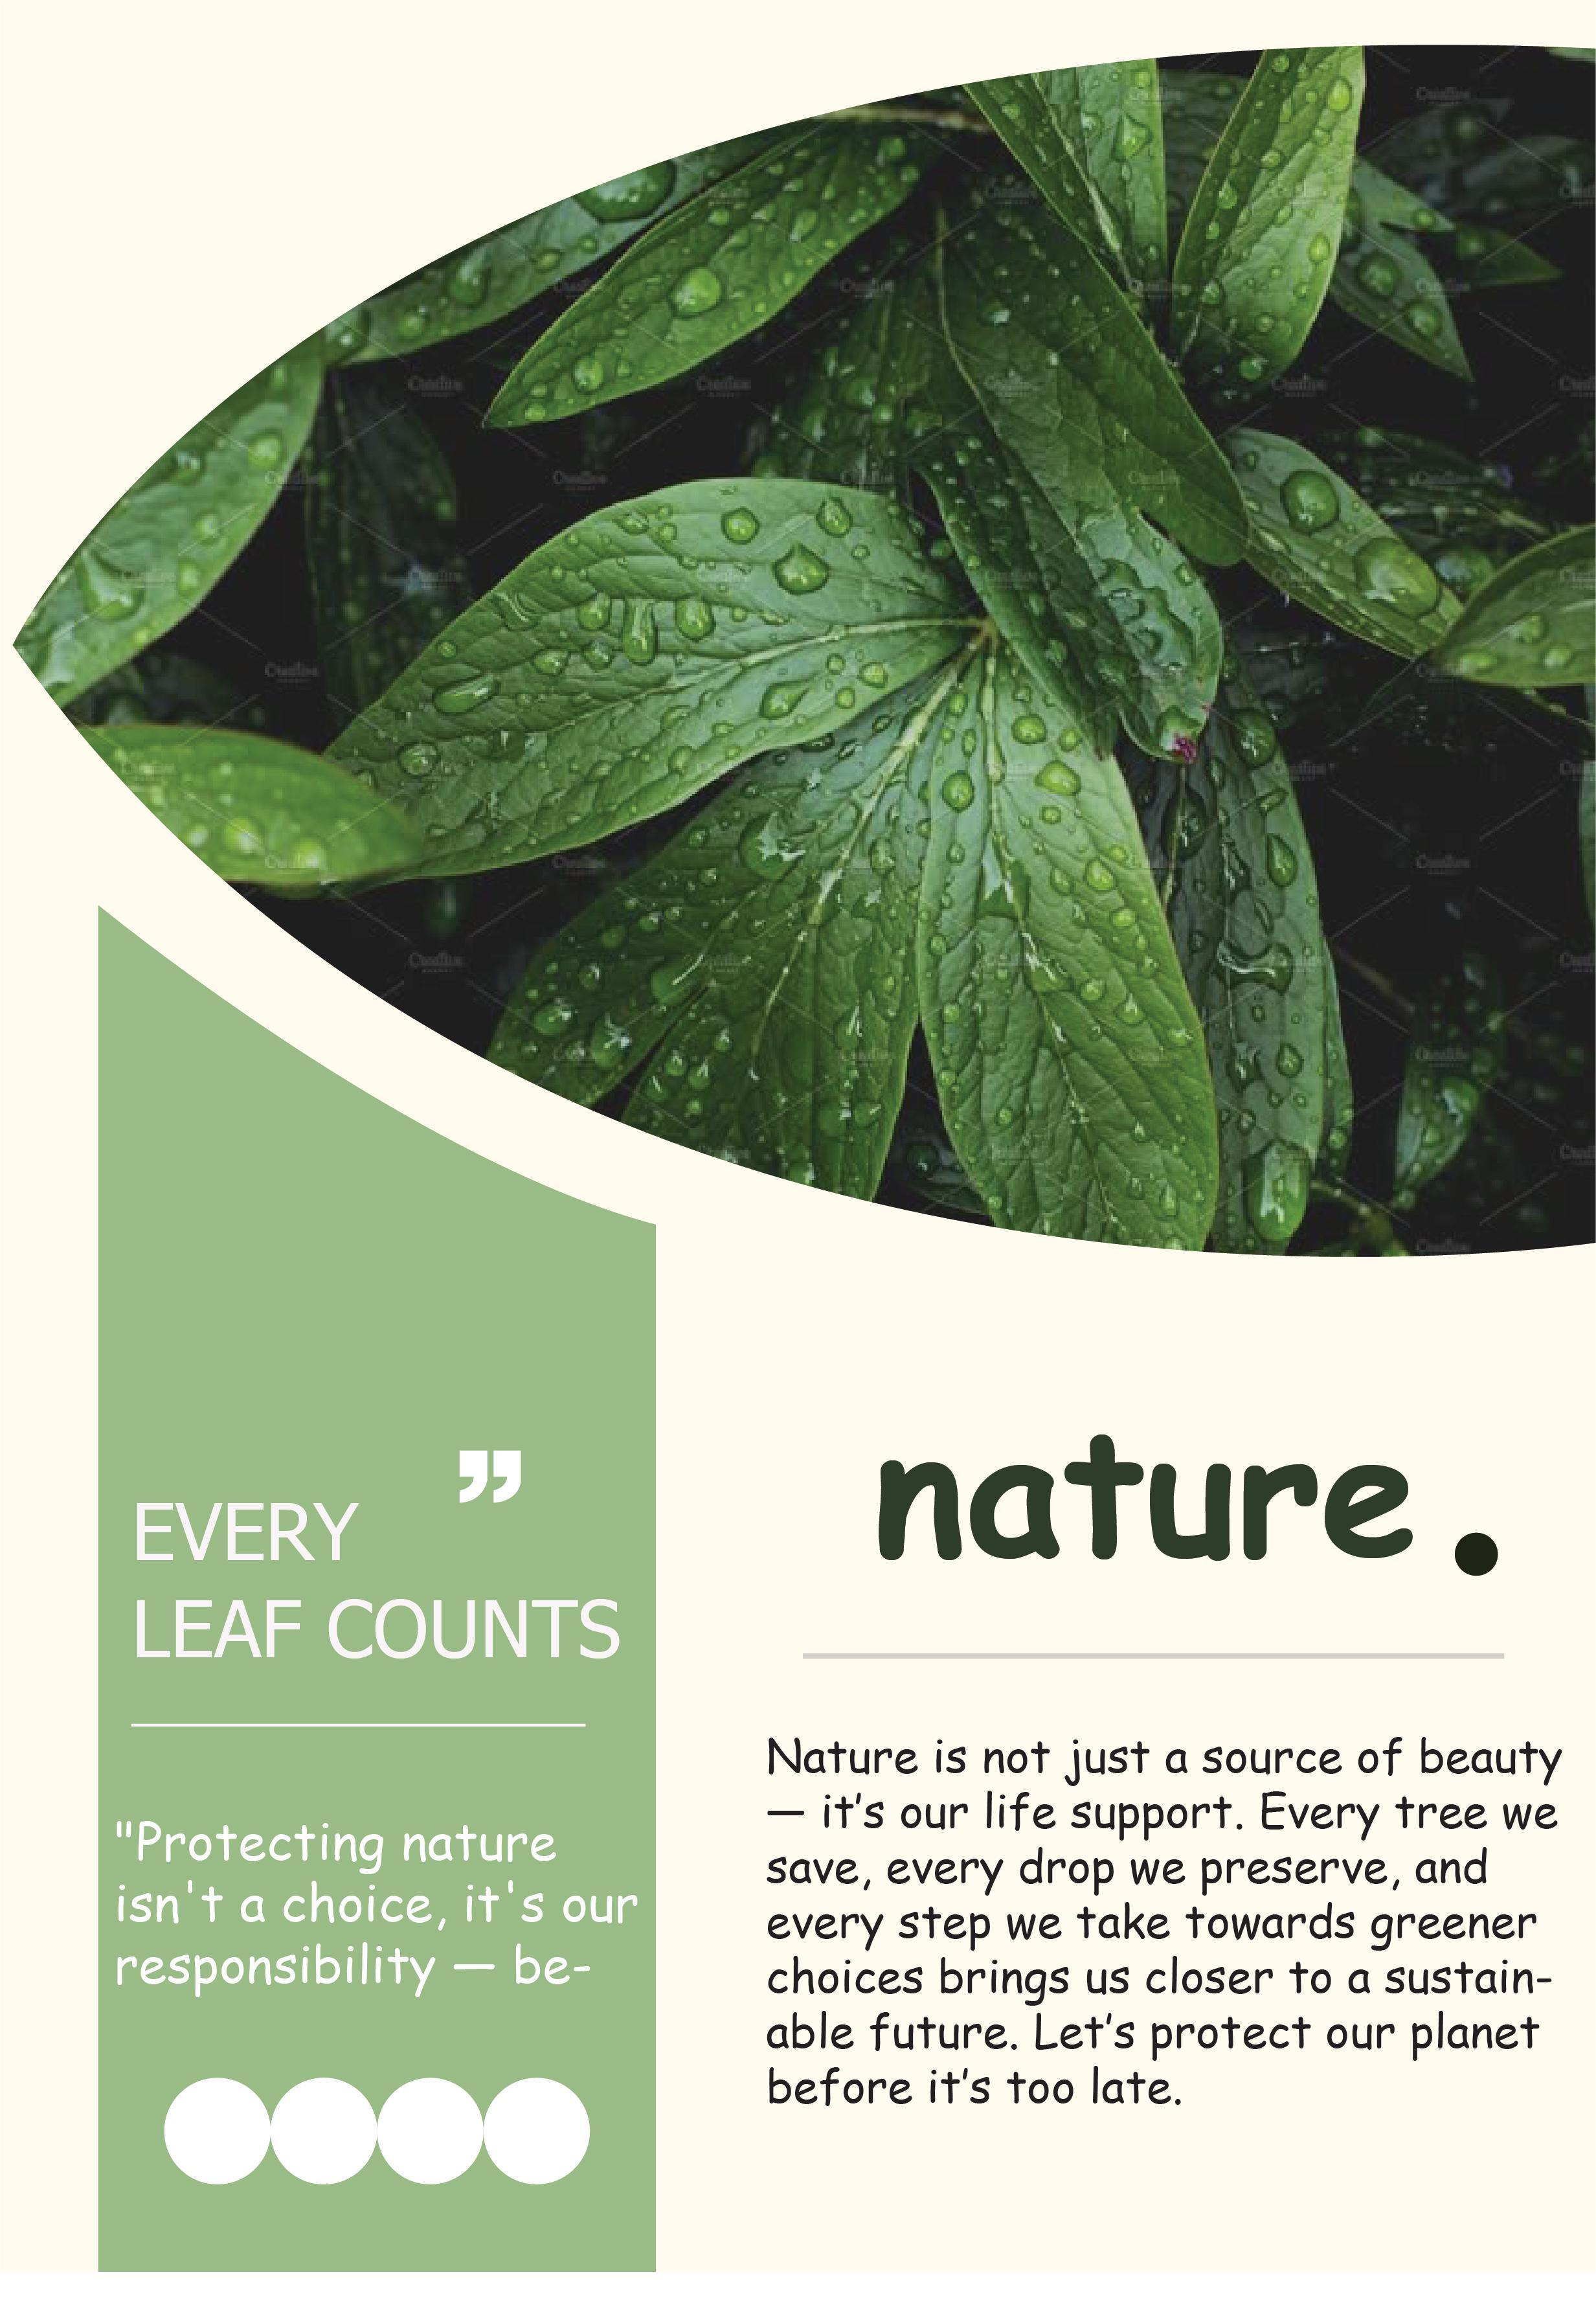 ”
EVERY
LEAF COUNTS
"Protecting nature
isn't a choice, it's our
responsibility — be-
nature.
Nature is not just a source of beauty
— it’s our life support. Every tree we
save, every drop we preserve, and
every step we take towards greener
choices brings us closer to a sustain-
able future. Let’s protect our planet
before it’s too late.